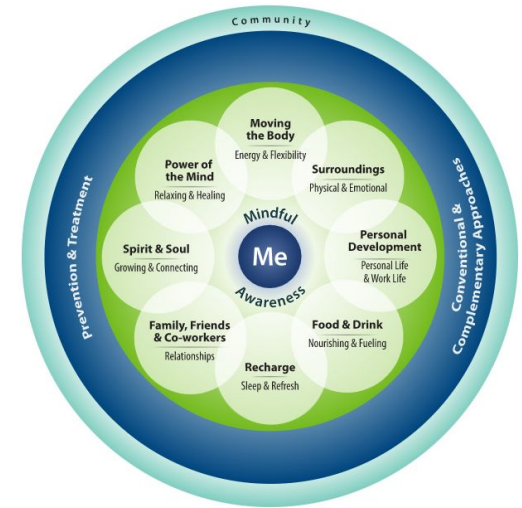 Community
Prevention & Treatment
Conventional &
Complementary Approaches
Moving
the Body
Energy & Flexibility
Surroundings
Physical & Emotional
Personal
Development
Personal Life
& Work Life
Food & Drink
Nourishing & Fueling
Recharge
Sleep & Refresh
Family, Friends
& Co-workers
Relationships
Spirit & Soul
Growing & Connecting
Power of
the Mind
Relaxing & Healing
Mindful
Me
Awareness